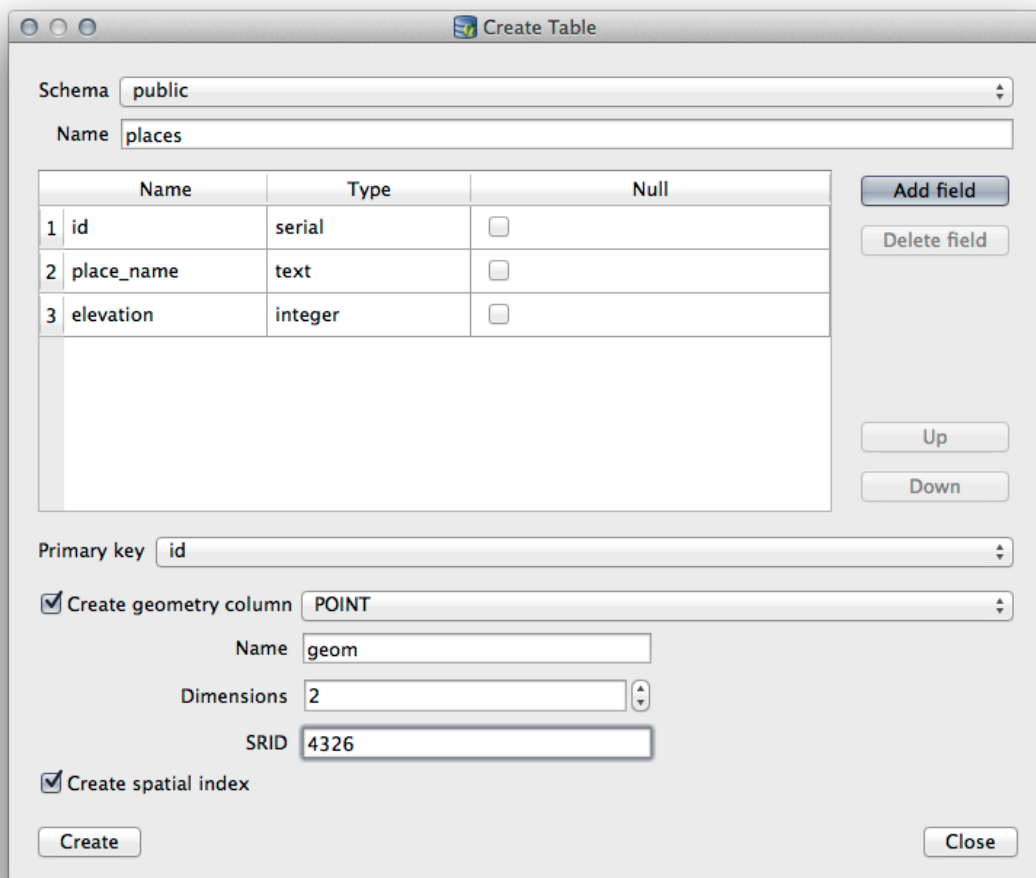 Create Table
Schema public
Name places
Name Type Null
1 id serial
2 place_name text
3 elevation integer
Add field
Delete field
Up
Down
Primary key id
Create geometry column POINT
Name geom
Dimensions 2
SRID 4326
Create spatial index
Create Close